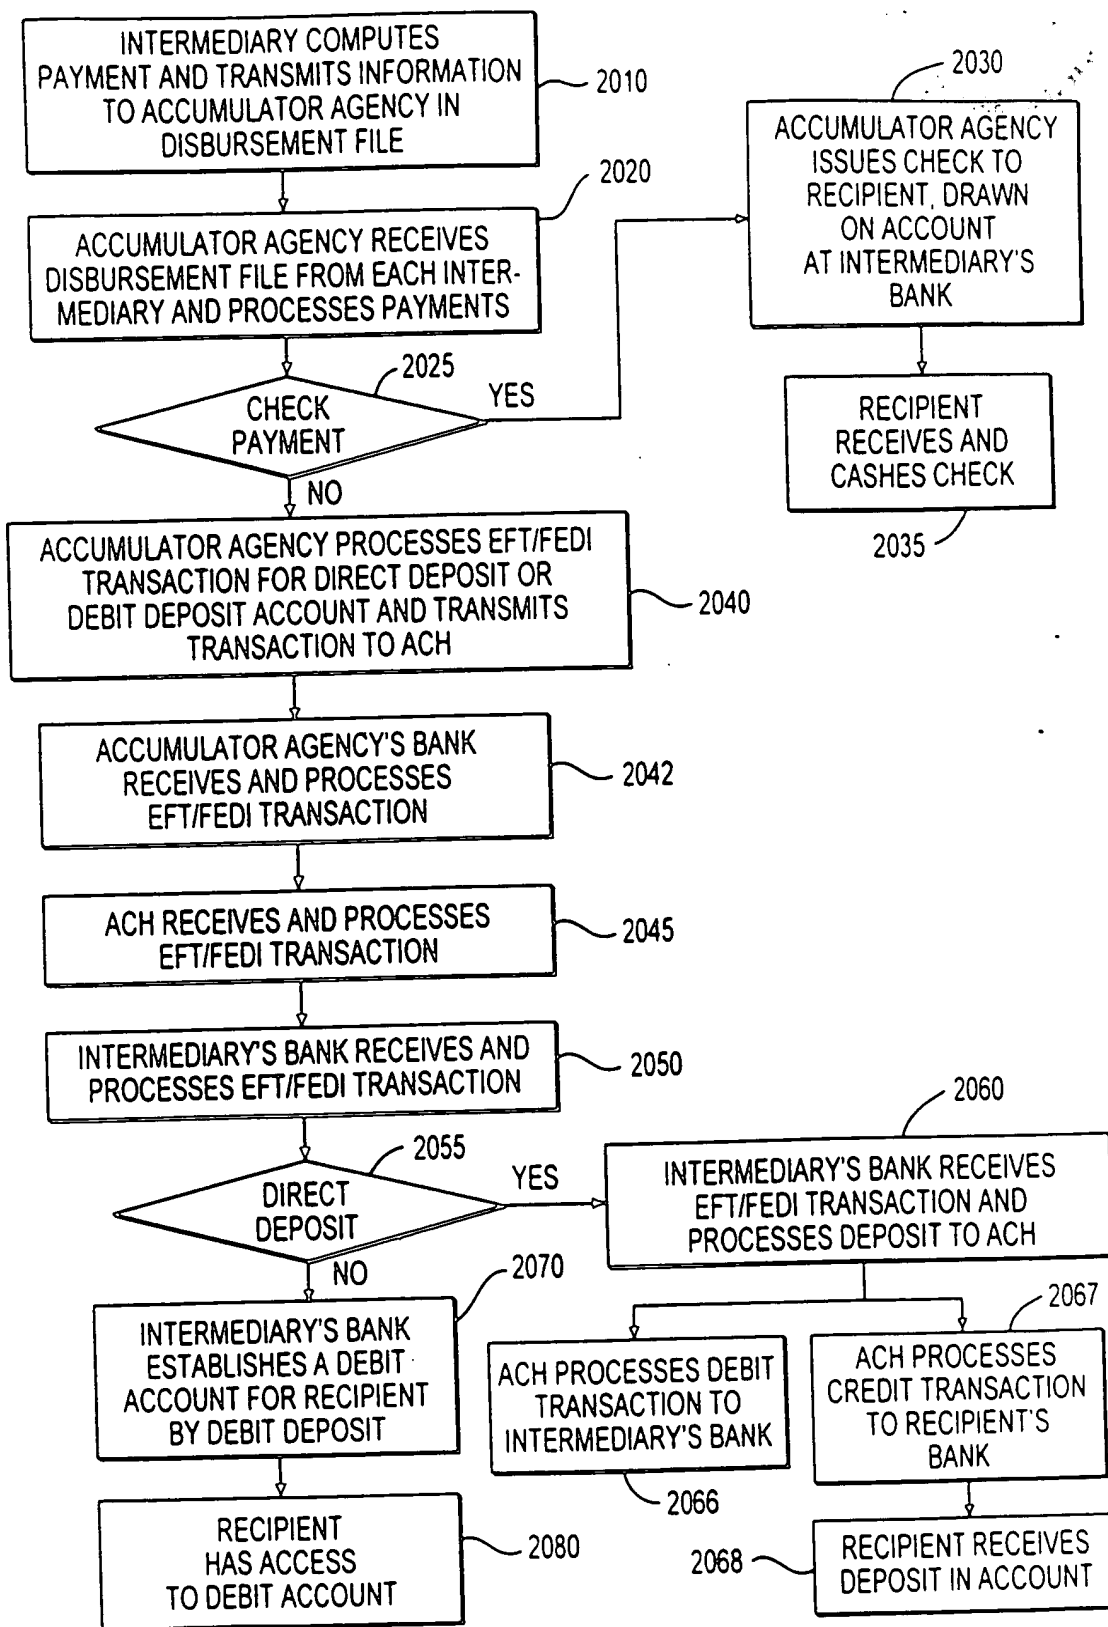 INTERMEDIARY COMPUTES
PAYMENT AND TRANSMITS INFORMATION
TO ACCUMULATOR AGENCY IN
DISBURSEMENT FILE
2010
2020
ACCUMULATOR AGENCY RECEIVES
DISBURSEMENT FILE FROM EACH INTER-
MEDIARY AND PROCESSES PAYMENTS
2025
CHECK
PAYMENT
YES
NO
2030
ACCUMULATOR AGENCY
ISSUES CHECK TO
RECIPIENT, DRAWN
ON ACCOUNT
AT INTERMEDIARY'S
BANK
RECIPIENT
RECEIVES AND
CASHES CHECK
2035
ACCUMULATOR AGENCY PROCESSES EFT/FEDI
TRANSACTION FOR DIRECT DEPOSIT OR
DEBIT DEPOSIT ACCOUNT AND TRANSMITS
TRANSACTION TO ACH
2040
ACCUMULATOR AGENCY'S BANK
RECEIVES AND PROCESSES
EFT/FEDI TRANSACTION
2042
ACH RECEIVES AND PROCESSES
EFT/FEDI TRANSACTION
2045
INTERMEDIARY'S BANK RECEIVES AND
PROCESSES EFT/FEDI TRANSACTION
2050
2055
DIRECT
DEPOSIT
YES
NO
2060
INTERMEDIARY'S BANK RECEIVES
EFT/FEDI TRANSACTION AND
PROCESSES DEPOSIT TO ACH
2070
INTERMEDIARY'S BANK
ESTABLISHES A DEBIT
ACCOUNT FOR RECIPIENT
BY DEBIT DEPOSIT
ACH PROCESSES DEBIT
TRANSACTION TO
INTERMEDIARY'S BANK
2066
2067
ACH PROCESSES
CREDIT TRANSACTION
TO RECIPIENT'S
BANK
RECIPIENT
HAS ACCESS
TO DEBIT ACCOUNT
2080
2068
RECIPIENT RECEIVES
DEPOSIT IN ACCOUNT